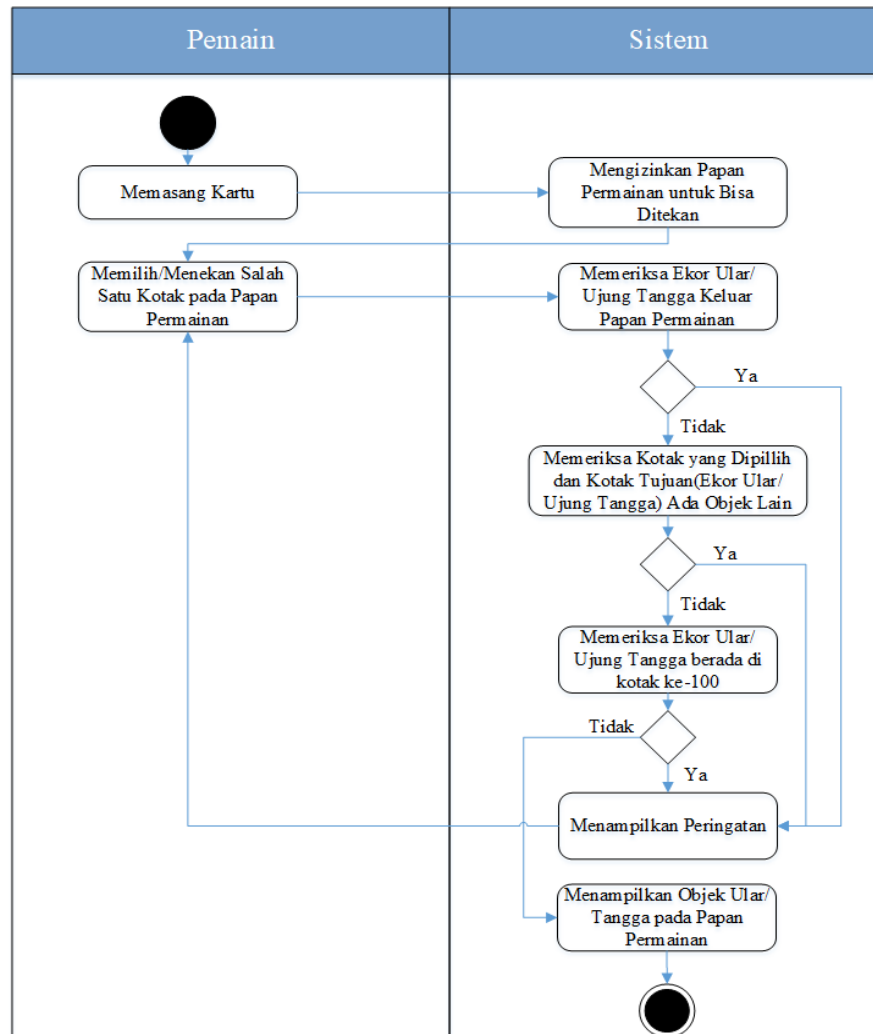 Pemain
Sistem
Memasang Kartu
Mengizinkan Papan
Permainan untuk Bisa
Ditekan
Memilih/Menekan Salah
Satu Kotak pada Papan
Permainan
Memeriksa Ekor Ular/
Ujung Tangga Keluar
Papan Permainan
Ya
Tidak
Memeriksa Kotak yang Dipillih
dan Kotak Tujuan(Ekor Ular/
Ujung Tangga) Ada Objek Lain
Ya
Tidak
Memeriksa Ekor Ular/
Ujung Tangga berada di
kotak ke-100
Tidak
Ya
Menampilkan Peringatan
Menampilkan Objek Ular/
Tangga pada Papan
Permainan